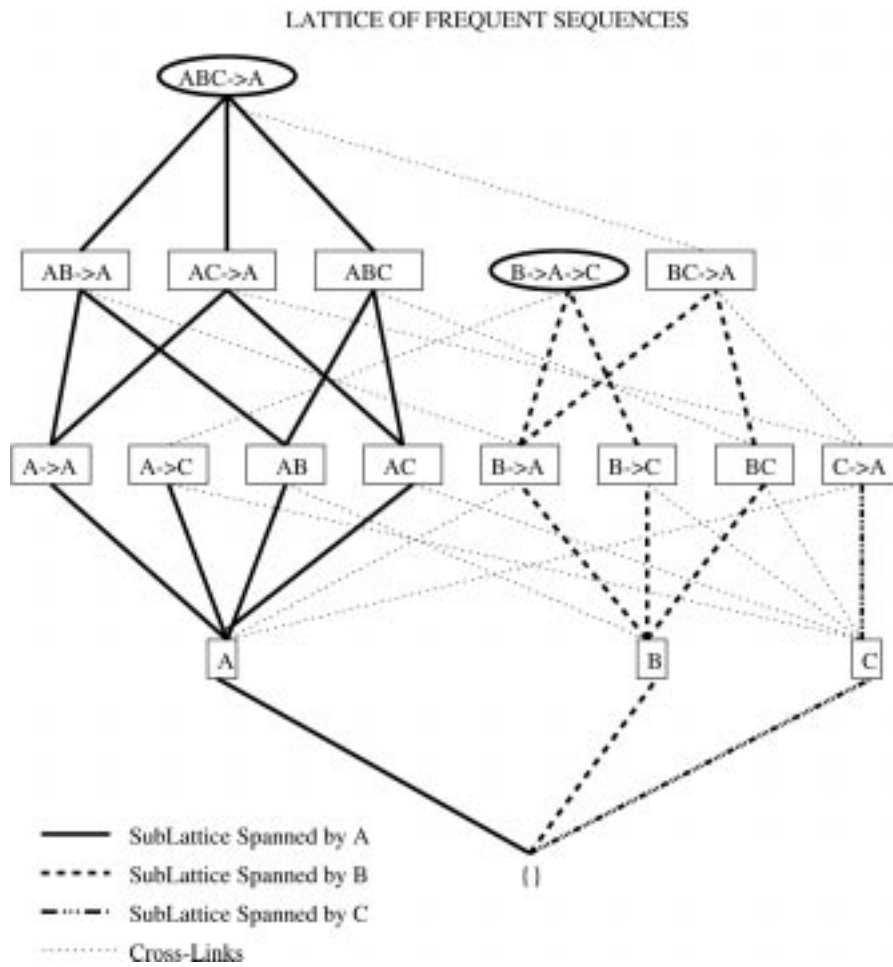 LATTICE OF FREQUENT SEQUENCES
ABC->A
AB->A AC->A ABC B->A->C BC->A
A->A A->C AB AC B->A B->C BC C->A
A B C
{}
SubLattice Spanned by A
SubLattice Spanned by B
SubLattice Spanned by C
Cross-Links